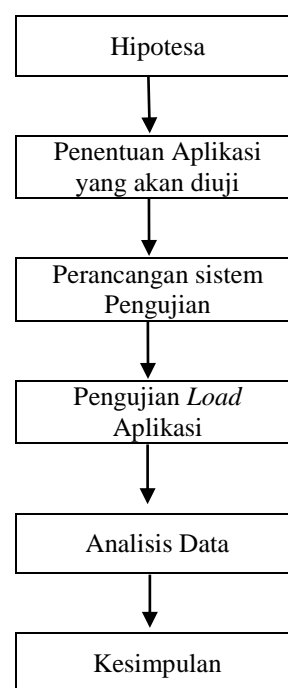 Hipotesa
Penentuan Aplikasi
yang akan diuji
Perancangan sistem
Pengujian
Pengujian Load
Aplikasi
Analisis Data
Kesimpulan